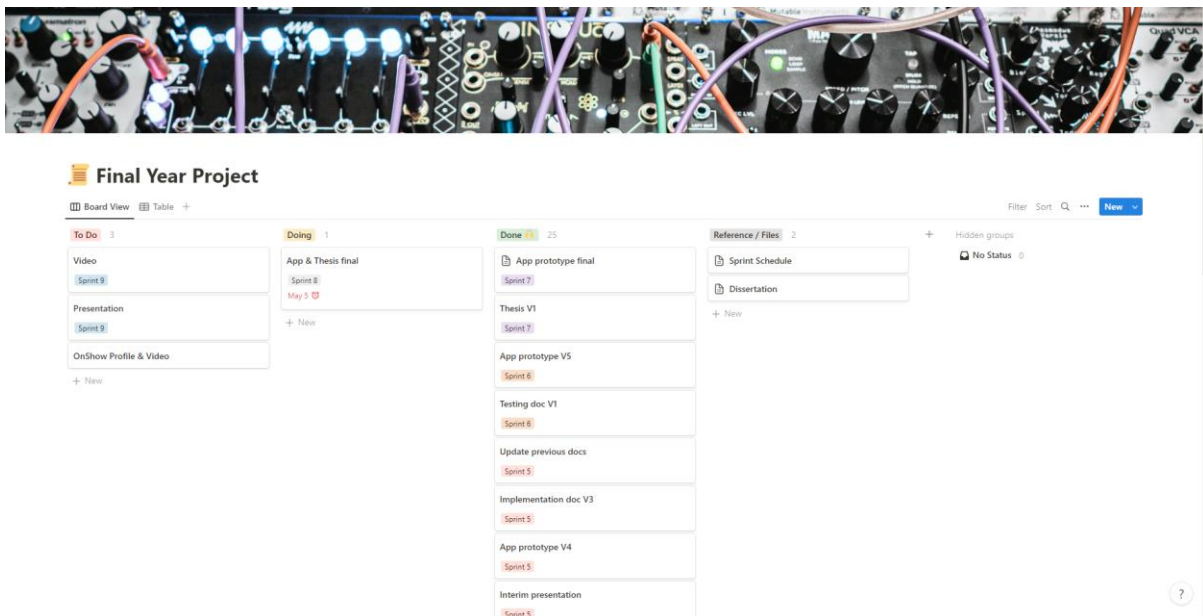 Quad VCA
Final Year Project
Board View Table +
Filter Sort ... New
To Do 3
Video
Sprint 9
Presentation
Sprint 9
OnShow Profile & Video
+ New
Doing 1
App & Thesis final
Sprint 8
May 5
+ New
Done 25
App prototype final
Sprint 7
Thesis V1
Sprint 7
App prototype V5
Sprint 6
Testing doc V1
Sprint 6
Update previous docs
Sprint 5
Implementation doc V3
Sprint 5
App prototype V4
Sprint 5
Interim presentation
Sprint 5
Reference / Files 2
Sprint Schedule
Dissertation
+ New
+
Hidden groups
No Status 0
?